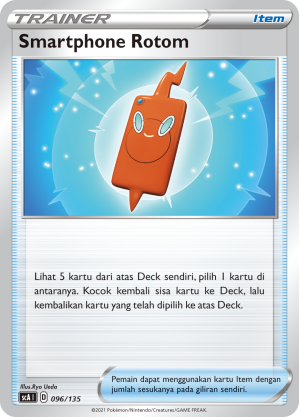 TRAINER Item
Smartphone Rotom
Lihat 5 kartu dari atas Deck sendiri, pilih 1 kartu di
antaranya. Kocok kembali sisa kartu ke Deck, lalu
kembalikan kartu yang telah dipilih ke atas Deck.
Illus.Ryo Ueda
Pemain dapat menggunakan kartu Item dengan
jumlah sesukanya pada giliran sendiri.
D 096/135
©2021 Pokémon/Nintendo/Creatures/GAME FREAK.